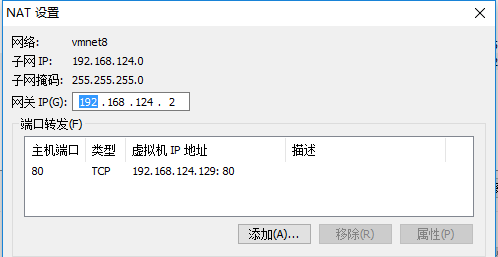 NAT 设置
网络: vmnet8
子网 IP: 192.168.124.0
子网掩码: 255.255.255.0
网关 IP(G): 192 . 168 . 124 . 2
端口转发(F)
主机端口 类型 虚拟机 IP 地址 描述
80 TCP 192.168.124.129: 80
添加(A)... 移除(R) 属性(P)